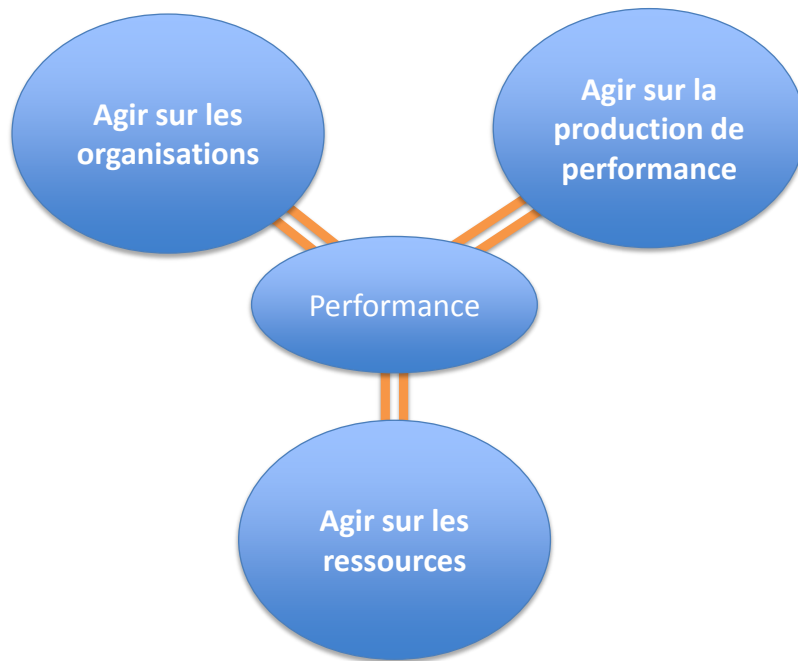 Agir sur les
organisations
Agir sur la
production de
performance
Performance
Agir sur les
ressources